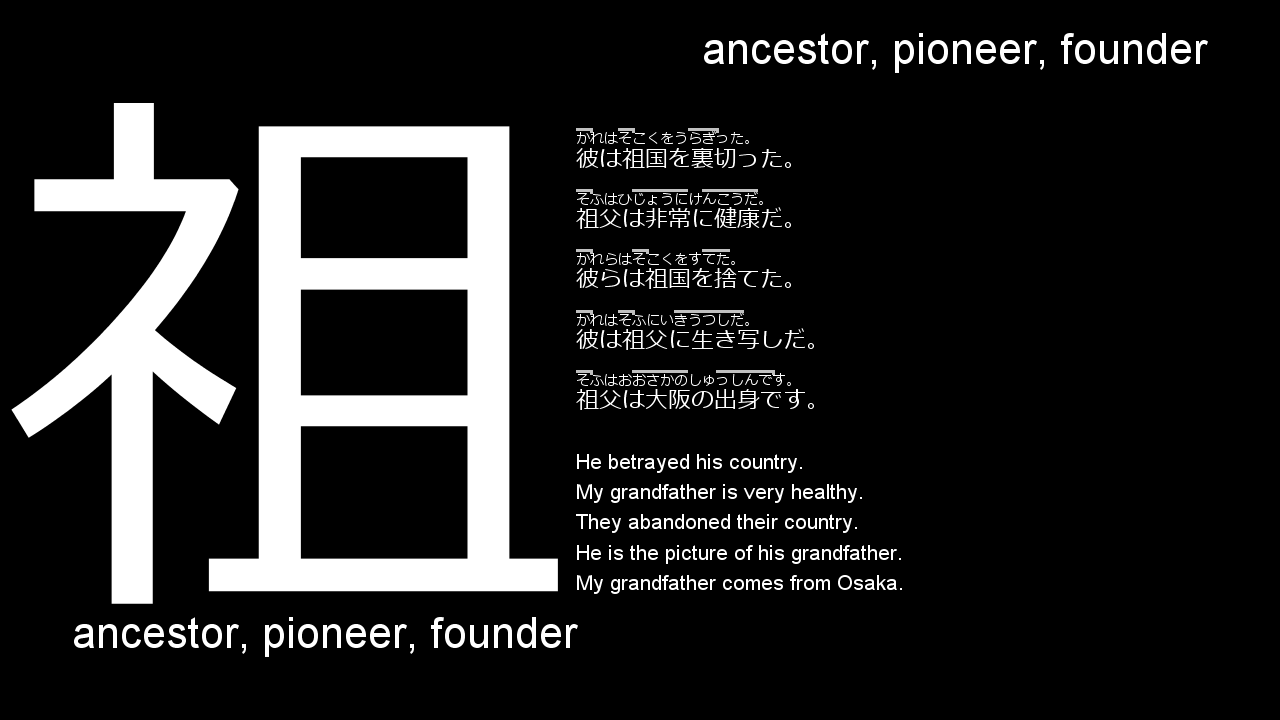 ancestor, pioneer, founder
祖
かれはそこくをうらぎった。
彼は祖国を裏切った。
そふはひじょうにけんこうだ。
祖父は非常に健康だ。
かれらはそこくをすてた。
彼らは祖国を捨てた。
かれはそふにいきうつしだ。
彼は祖父に生き写しだ。
そふはおおさかのしゅっしんです。
祖父は大阪の出身です。
He betrayed his country.
My grandfather is very healthy.
They abandoned their country.
He is the picture of his grandfather.
My grandfather comes from Osaka.
ancestor, pioneer, founder